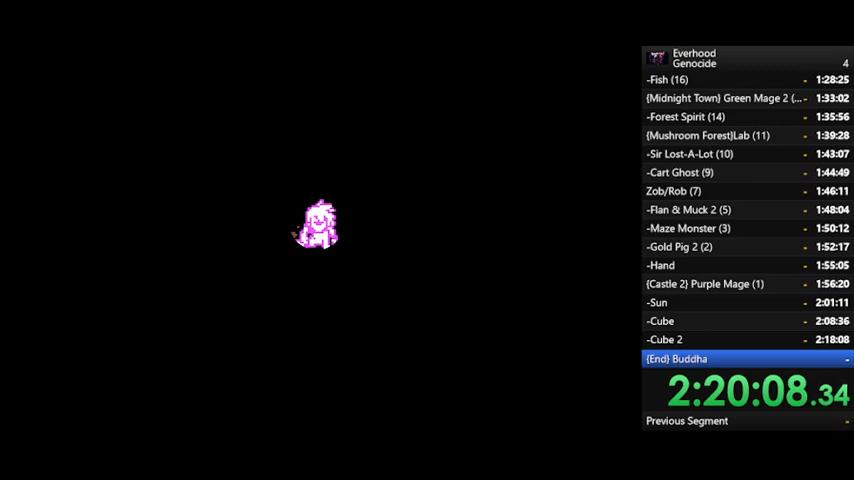 Everhood
Genocide 4
-Fish (16) - 1:28:25
{Midnight Town} Green Mage 2 (... - 1:33:02
-Forest Spirit (14) - 1:35:56
{Mushroom Forest}Lab (11) - 1:39:28
-Sir Lost-A-Lot (10) - 1:43:07
-Cart Ghost (9) - 1:44:49
Zob/Rob (7) - 1:46:11
-Flan & Muck 2 (5) - 1:48:04
-Maze Monster (3) - 1:50:12
-Gold Pig 2 (2) - 1:52:17
-Hand - 1:55:05
{Castle 2} Purple Mage (1) - 1:56:20
-Sun - 2:01:11
-Cube - 2:08:36
-Cube 2 - 2:18:08
{End} Buddha -
2:20:08.34
Previous Segment -